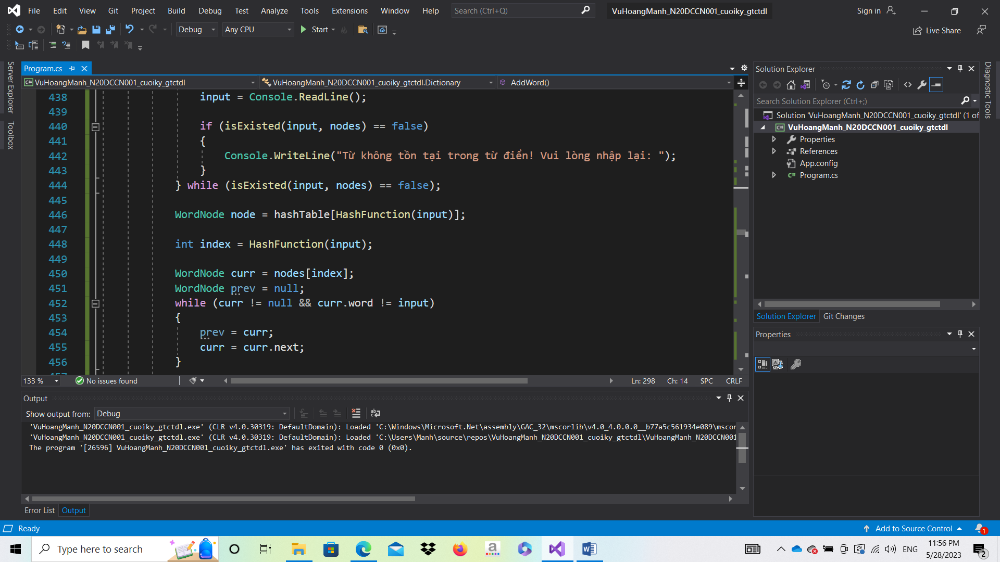 File Edit View Git Project Build Debug Test Analyze Tools Extensions Window Help Search (Ctrl+Q) VuHoangManh_N20DCCN001_cuoiky_gtctdl Sign in
Debug Any CPU Start Live Share
Server Explorer
Toolbox
Program.cs
VuHoangManh_N20DCCN001_cuoiky_gtctdl VuHoangManh_N20DCCN001_cuoiky_gtctdl.Dictionary AddWord()
438 input = Console.ReadLine();
439
440 if (isExisted(input, nodes) == false)
441 {
442 Console.WriteLine("Từ không tồn tại trong từ điển! Vui lòng nhập lại: ");
443 }
444 } while (isExisted(input, nodes) == false);
445
446 WordNode node = hashTable[HashFunction(input)];
447
448 int index = HashFunction(input);
449
450 WordNode curr = nodes[index];
451 WordNode prev = null;
452 while (curr != null && curr.word != input)
453 {
454 prev = curr;
455 curr = curr.next;
456 }
133 % No issues found Ln: 298 Ch: 14 SPC CRLF
Output
Show output from: Debug
'VuHoangManh_N20DCCN001_cuoiky_gtctdl.exe' (CLR v4.0.30319: DefaultDomain): Loaded 'C:\Windows\Microsoft.Net\assembly\GAC_32\mscorlib\v4.0_4.0.0.0__b77a5c561934e089\mscor
'VuHoangManh_N20DCCN001_cuoiky_gtctdl.exe' (CLR v4.0.30319: DefaultDomain): Loaded 'C:\Users\Manh\source\repos\VuHoangManh_N20DCCN001_cuoiky_gtctdl\VuHoangManh_N20DCCN001
The program '[26596] VuHoangManh_N20DCCN001_cuoiky_gtctdl.exe' has exited with code 0 (0x0).
Error List Output
Solution Explorer
Search Solution Explorer (Ctrl+;)
Solution 'VuHoangManh_N20DCCN001_cuoiky_gtctdl' (1 of
VuHoangManh_N20DCCN001_cuoiky_gtctdl
Properties
References
App.config
Program.cs
Solution Explorer Git Changes
Properties
Diagnostic Tools
Ready Add to Source Control 1
Type here to search ENG 11:56 PM
5/28/2023 2